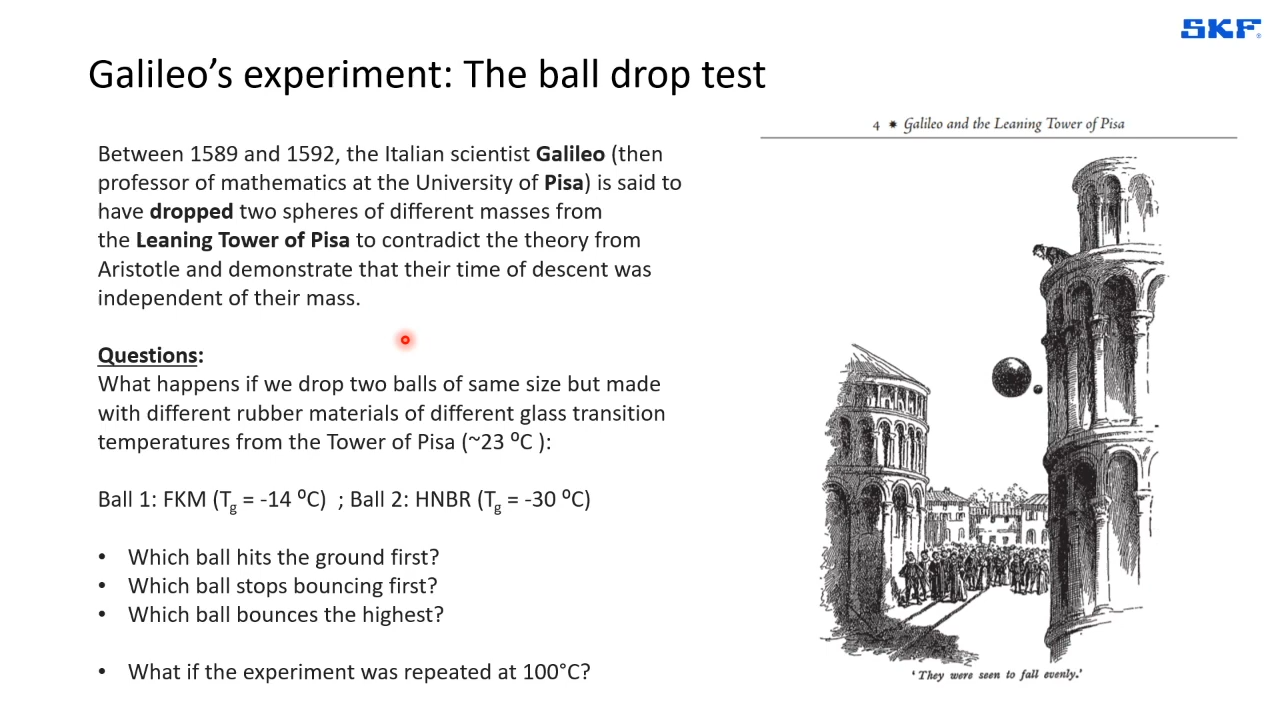 SKF®
Galileo’s experiment: The ball drop test
4 ✷ Galileo and the Leaning Tower of Pisa
Between 1589 and 1592, the Italian scientist Galileo (then
professor of mathematics at the University of Pisa) is said to
have dropped two spheres of different masses from
the Leaning Tower of Pisa to contradict the theory from
Aristotle and demonstrate that their time of descent was
independent of their mass.
Questions:
What happens if we drop two balls of same size but made
with different rubber materials of different glass transition
temperatures from the Tower of Pisa (~23 ⁰C ):
Ball 1: FKM (Tg = -14 ⁰C)  ; Ball 2: HNBR (Tg = -30 ⁰C)
• Which ball hits the ground first?
• Which ball stops bouncing first?
• Which ball bounces the highest?
• What if the experiment was repeated at 100°C?
‘They were seen to fall evenly.’